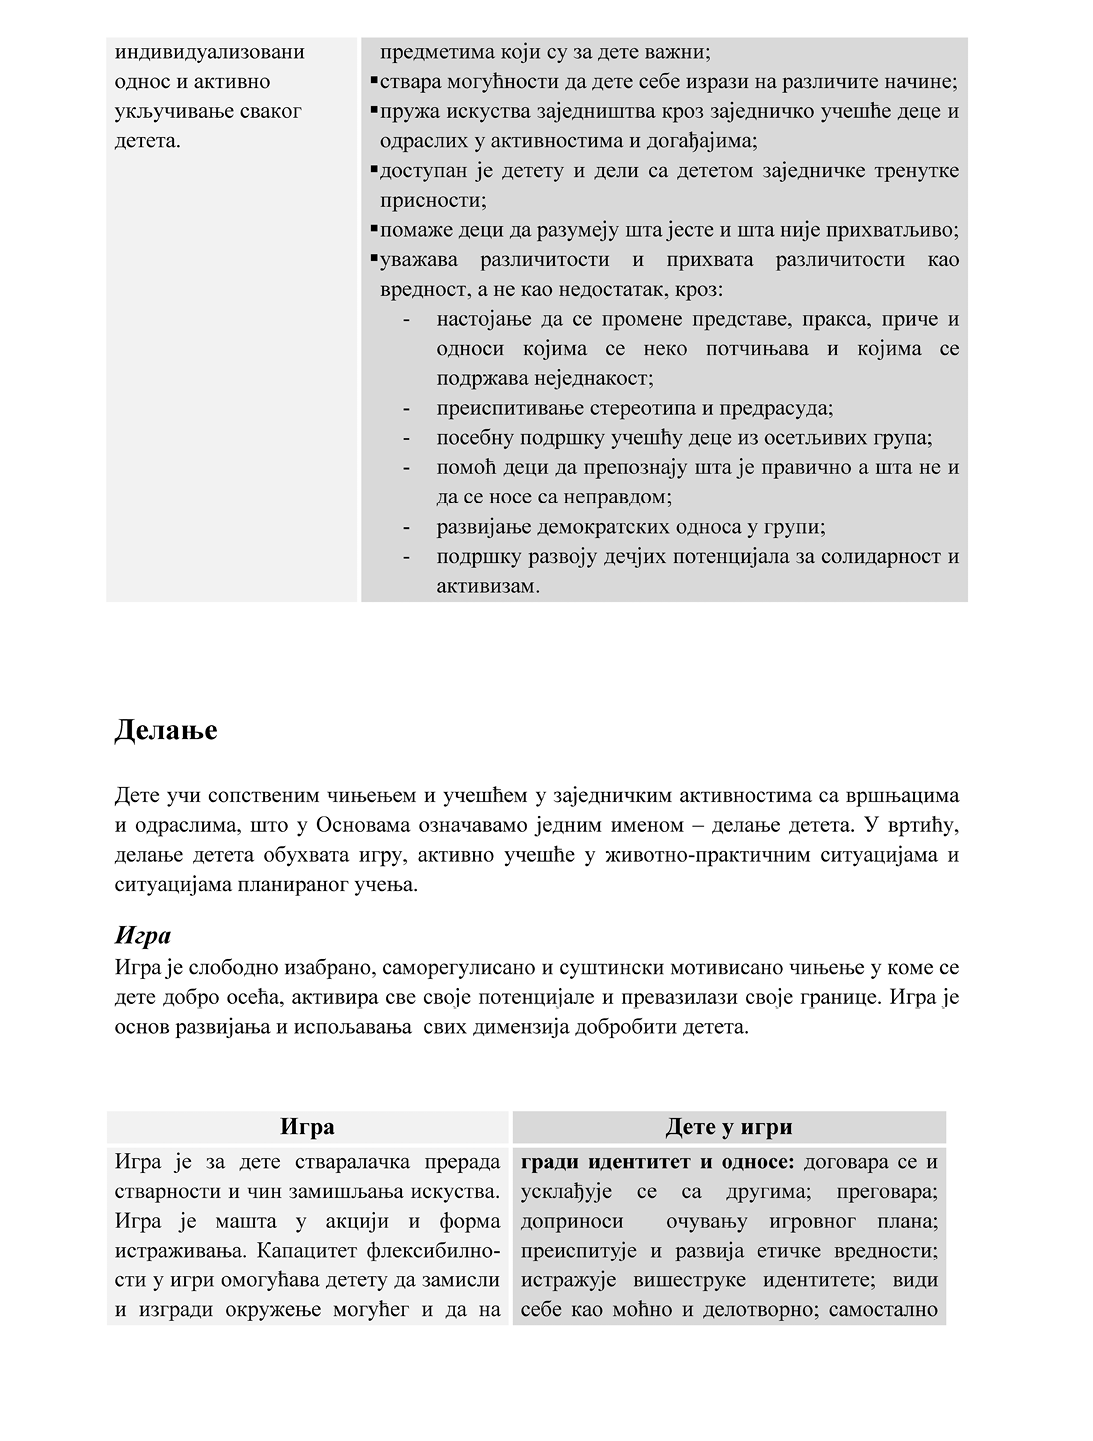 индивидуализовани
однос и активно
укључивање сваког
детета.
предметима који су за дете важни;
▪ствара могућности да дете себе изрази на различите начине;
▪пружа искуства заједништва кроз заједничко учешће деце и
одраслих у активностима и догађајима;
▪доступан је детету и дели са дететом заједничке тренутке
присности;
▪помаже деци да разумеју шта јесте и шта није прихватљиво;
▪уважава различитости и прихвата различитости као
вредност, а не као недостатак, кроз:
- настојање да се промене представе, пракса, приче и
односи којима се неко потчињава и којима се
подржава неједнакост;
- преиспитивање стереотипа и предрасуда;
- посебну подршку учешћу деце из осетљивих група;
- помоћ деци да препознају шта је правично а шта не и
да се носе са неправдом;
- развијање демократских односа у групи;
- подршку развоју дечјих потенцијала за солидарност и
активизам.
Делање
Дете учи сопственим чињењем и учешћем у заједничким активностима са вршњацима
и одраслима, што у Основама означавамо једним именом – делање детета. У вртићу,
делање детета обухвата игру, активно учешће у животно-практичним ситуацијама и
ситуацијама планираног учења.
Игра
Игра је слободно изабрано, саморегулисано и суштински мотивисано чињење у коме се
дете добро осећа, активира све своје потенцијале и превазилази своје границе. Игра је
основ развијања и испољавања свих димензија добробити детета.
Игра
Игра је за дете стваралачка прерада
стварности и чин замишљања искуства.
Игра је машта у акцији и форма
истраживања. Капацитет флексибилно-
сти у игри омогућава детету да замисли
и изгради окружење могућег и да на
Дете у игри
гради идентитет и односе: договара се и
усклађује се са другима; преговара;
доприноси очувању игровног плана;
преиспитује и развија етичке вредности;
истражује вишеструке идентитете; види
себе као моћно и делотворно; самостално